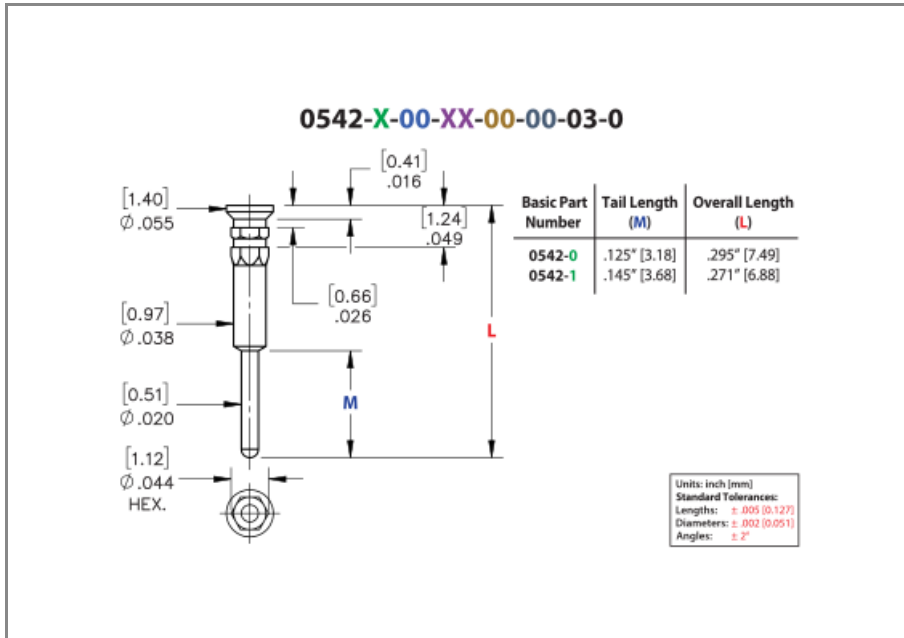 0542-X-00-XX-00-00-03-0
[0.41]
.016
[1.40]
Ø.055
[1.24]
.049
[0.66]
.026
[0.97]
Ø.038
L
[0.51]
Ø.020
M
[1.12]
Ø.044
HEX.
Basic Part Number Tail Length (M) Overall Length (L)
0542-0 .125" [3.18] .295" [7.49]
0542-1 .145" [3.68] .271" [6.88]
Units: inch [mm]
Standard Tolerances:
Lengths: ± .005 [0.127]
Diameters: ± .002 [0.051]
Angles: ± 2°